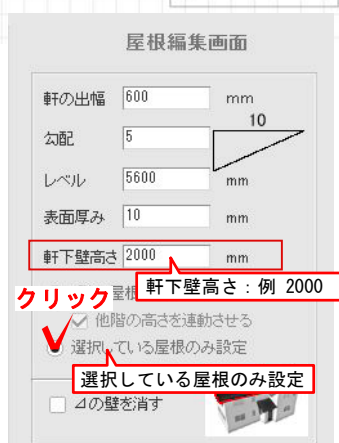 屋根編集画面
軒の出幅 600 mm
10
勾配 5
レベル 5600 mm
表面厚み 10 mm
軒下壁高さ 2000 mm
軒下壁高さ：例 2000
クリック
屋根
他階の高さを連動させる
選択している屋根のみ設定
選択している屋根のみ設定
⊿の壁を消す